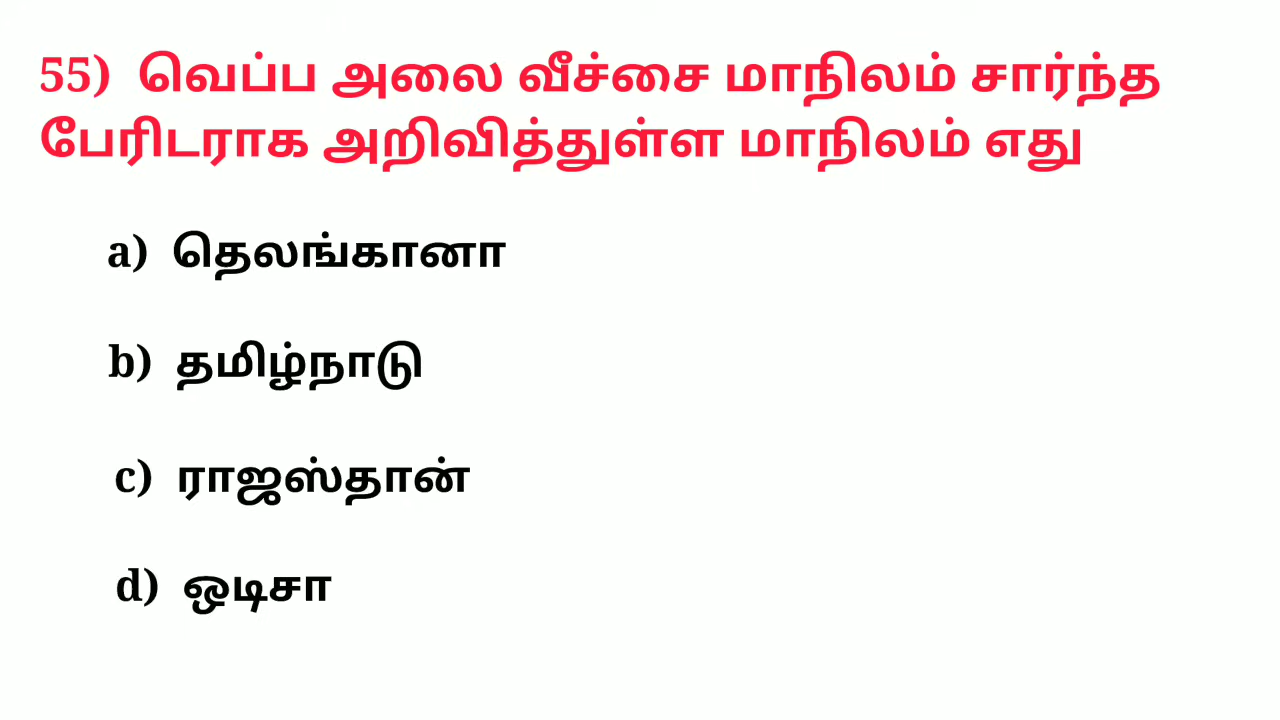 55) வெப்ப அலை வீச்சை மாநிலம் சார்ந்த
பேரிடராக அறிவித்துள்ள மாநிலம் எது
a) தெலங்கானா
b) தமிழ்நாடு
c) ராஜஸ்தான்
d) ஒடிசா